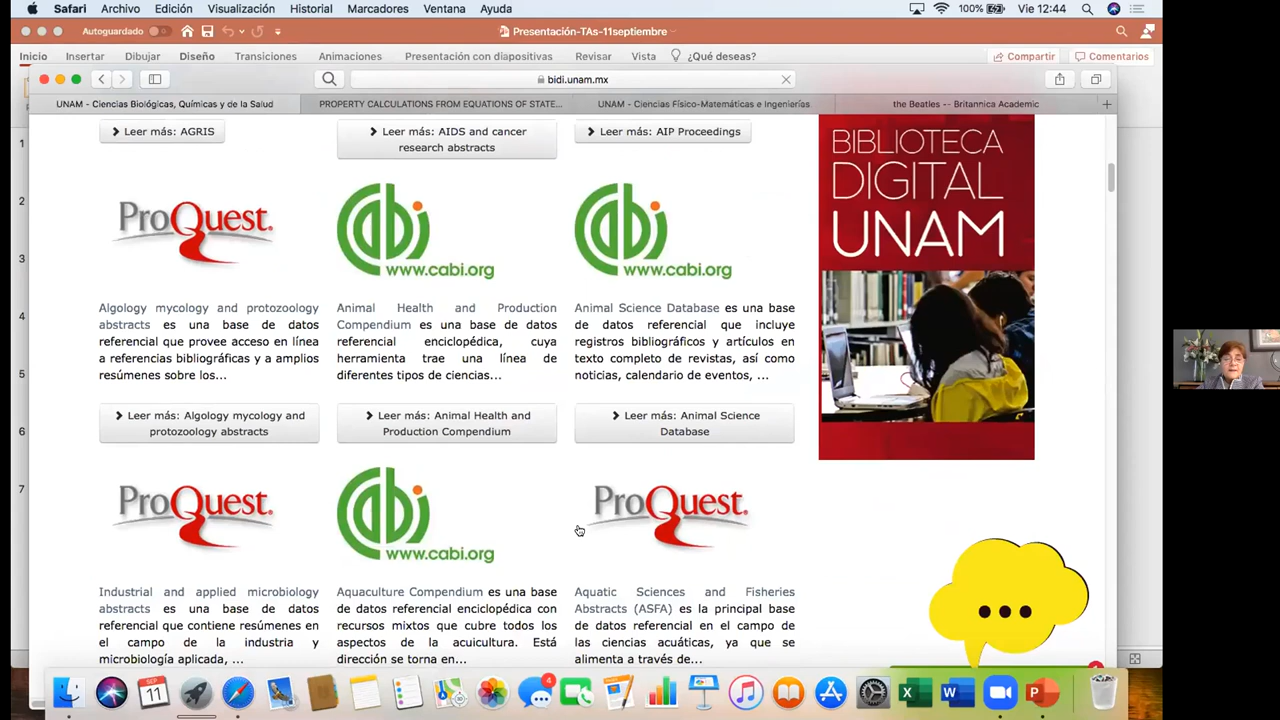 Safari Archivo Edición Visualización Historial Marcadores Ventana Ayuda 100% Vie 12:44
Autoguardado Presentación-TAs-11septiembre
Inicio Insertar Dibujar Diseño Transiciones Animaciones Presentación con diapositivas Revisar Vista ¿Qué deseas? Compartir Comentarios
bidi.unam.mx
UNAM - Ciencias Biológicas, Químicas y de la Salud PROPERTY CALCULATIONS FROM EQUATIONS OF STATE... UNAM - Ciencias Físico-Matemáticas e Ingenierías the Beatles -- Britannica Academic
1
2
3
4
5
6
7
Leer más: AGRIS
Leer más: AIDS and cancer
research abstracts
Leer más: AIP Proceedings
ProQuest.
cabi
www.cabi.org
cabi
www.cabi.org
Algology mycology and protozoology
abstracts es una base de datos
referencial que provee acceso en línea
a referencias bibliográficas y a amplios
resúmenes sobre los...
Animal Health and Production
Compendium es una base de datos
referencial enciclopédica, cuya
herramienta trae una línea de
diferentes tipos de ciencias...
Animal Science Database es una base
de datos referencial que incluye
registros bibliográficos y artículos en
texto completo de revistas, así como
noticias, calendario de eventos, ...
Leer más: Algology mycology and
protozoology abstracts
Leer más: Animal Health and
Production Compendium
Leer más: Animal Science
Database
ProQuest.
cabi
www.cabi.org
ProQuest.
Industrial and applied microbiology
abstracts es una base de datos
referencial que contiene resúmenes en
el campo de la industria y
microbiología aplicada, ...
Aquaculture Compendium es una base
de datos referencial enciclopédica con
recursos mixtos que cubre todos los
aspectos de la acuicultura. Está
dirección se torna en...
Aquatic Sciences and Fisheries
Abstracts (ASFA) es la principal base
de datos referencial en el campo de
las ciencias acuáticas, ya que se
alimenta a través de...
BIBLIOTECA
DIGITAL
UNAM
SEP
11